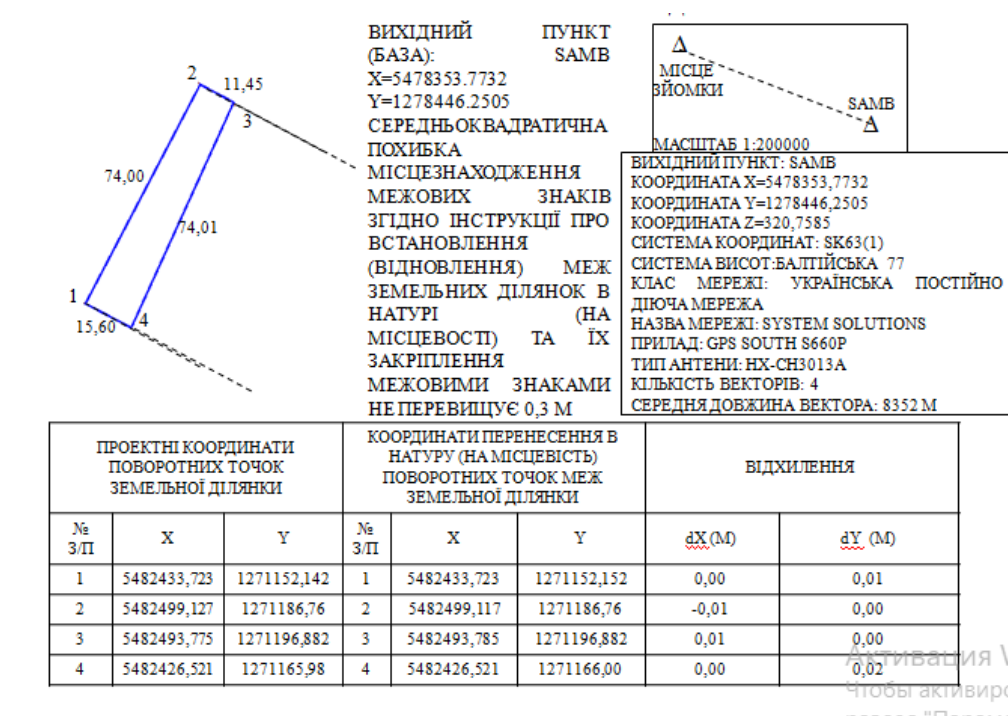 2
11,45
3
74,00
74,01
1
4
15,60
ВИХІДНИЙ ПУНКТ
(БАЗА): SAMB
X=5478353.7732
Y=1278446.2505
СЕРЕДНЬОКВАДРАТИЧНА
ПОХИБКА
МІСЦЕЗНАХОДЖЕННЯ
МЕЖОВИХ ЗНАКІВ
ЗГІДНО ІНСТРУКЦІЇ ПРО
ВСТАНОВЛЕННЯ
(ВІДНОВЛЕННЯ) МЕЖ
ЗЕМЕЛЬНИХ ДІЛЯНОК В
НАТУРІ (НА
МІСЦЕВОСТІ) ТА ЇХ
ЗАКРІПЛЕННЯ
МЕЖОВИМИ ЗНАКАМИ
НЕ ПЕРЕВИЩУЄ 0,3 М
Δ
МІСЦЕ
ЗЙОМКИ
SAMB
Δ
МАСШТАБ 1:200000
ВИХІДНИЙ ПУНКТ: SAMB
КООРДИНАТА X=5478353,7732
КООРДИНАТА Y=1278446,2505
КООРДИНАТА Z=320,7585
СИСТЕМА КООРДИНАТ: SK63(1)
СИСТЕМА ВИСОТ:БАЛТІЙСЬКА 77
КЛАС МЕРЕЖІ: УКРАЇНСЬКА ПОСТІЙНО
ДІЮЧА МЕРЕЖА
НАЗВА МЕРЕЖІ: SYSTEM SOLUTIONS
ПРИЛАД: GPS SOUTH S660P
ТИП АНТЕНИ: HX-CH3013A
КІЛЬКІСТЬ ВЕКТОРІВ: 4
СЕРЕДНЯ ДОВЖИНА ВЕКТОРА: 8352 М
ПРОЕКТНІ КООРДИНАТИ
ПОВОРОТНИХ ТОЧОК
ЗЕМЕЛЬНОЇ ДІЛЯНКИ
КООРДИНАТИ ПЕРЕНЕСЕННЯ В
НАТУРУ (НА МІСЦЕВІСТЬ)
ПОВОРОТНИХ ТОЧОК МЕЖ
ЗЕМЕЛЬНОЇ ДІЛЯНКИ
ВІДХИЛЕННЯ
№ З/П X Y № З/П X Y dX (М) dY (М)
1 5482433,723 1271152,142 1 5482433,723 1271152,152 0,00 0,01
2 5482499,127 1271186,76 2 5482499,117 1271186,76 -0,01 0,00
3 5482493,775 1271196,882 3 5482493,785 1271196,882 0,01 0,00
4 5482426,521 1271165,98 4 5482426,521 1271166,00 0,00 0,02
Активация
Чтобы